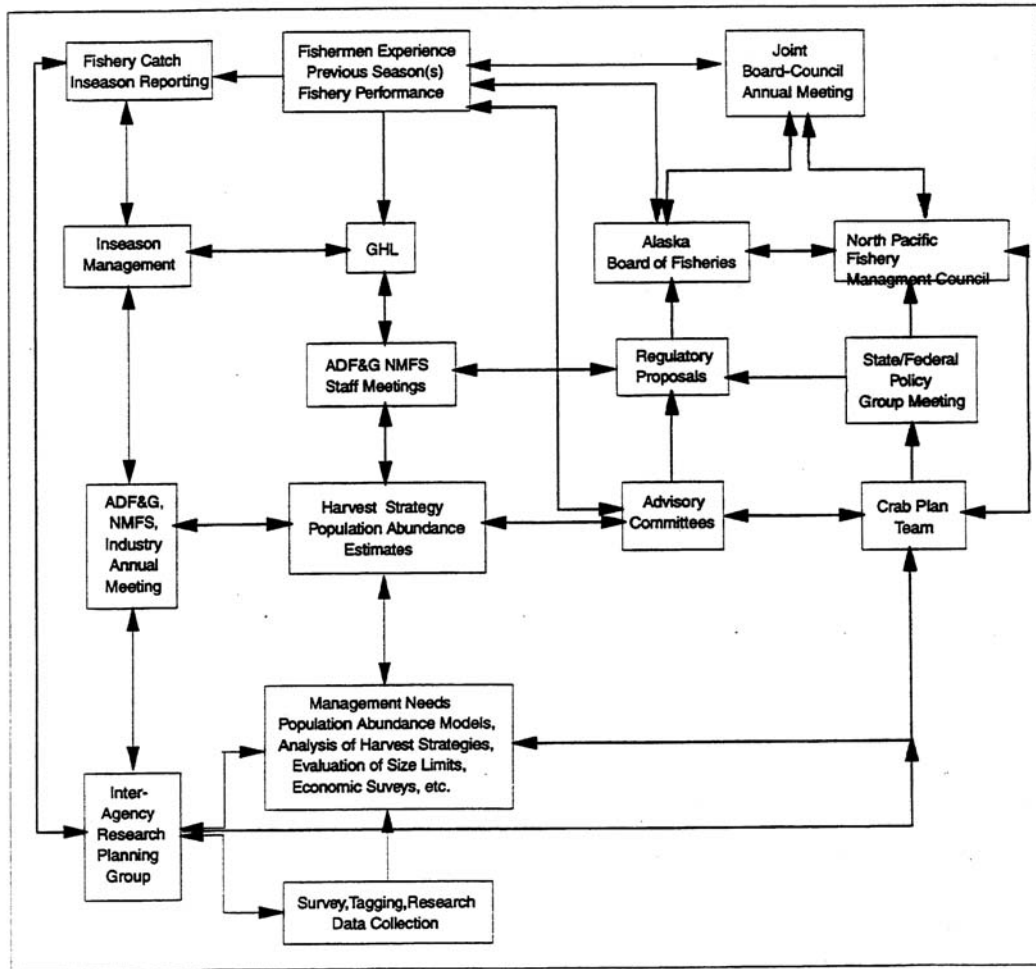 Fishery Catch
Inseason Reporting
Fishermen Experience
Previous Season(s)
Fishery Performance
Joint
Board-Council
Annual Meeting
Inseason
Management
GHL
Alaska
Board of Fisheries
North Pacific
Fishery
Managment Council
ADF&G NMFS
Staff Meetings
Regulatory
Proposals
State/Federal
Policy
Group Meeting
ADF&G,
NMFS,
Industry
Annual
Meeting
Harvest Strategy
Population Abundance
Estimates
Advisory
Committees
Crab Plan
Team
Management Needs
Population Abundance Models,
Analysis of Harvest Strategies,
Evaluation of Size Limits,
Economic Suveys, etc.
Inter-
Agency
Research
Planning
Group
Survey,Tagging,Research
Data Collection